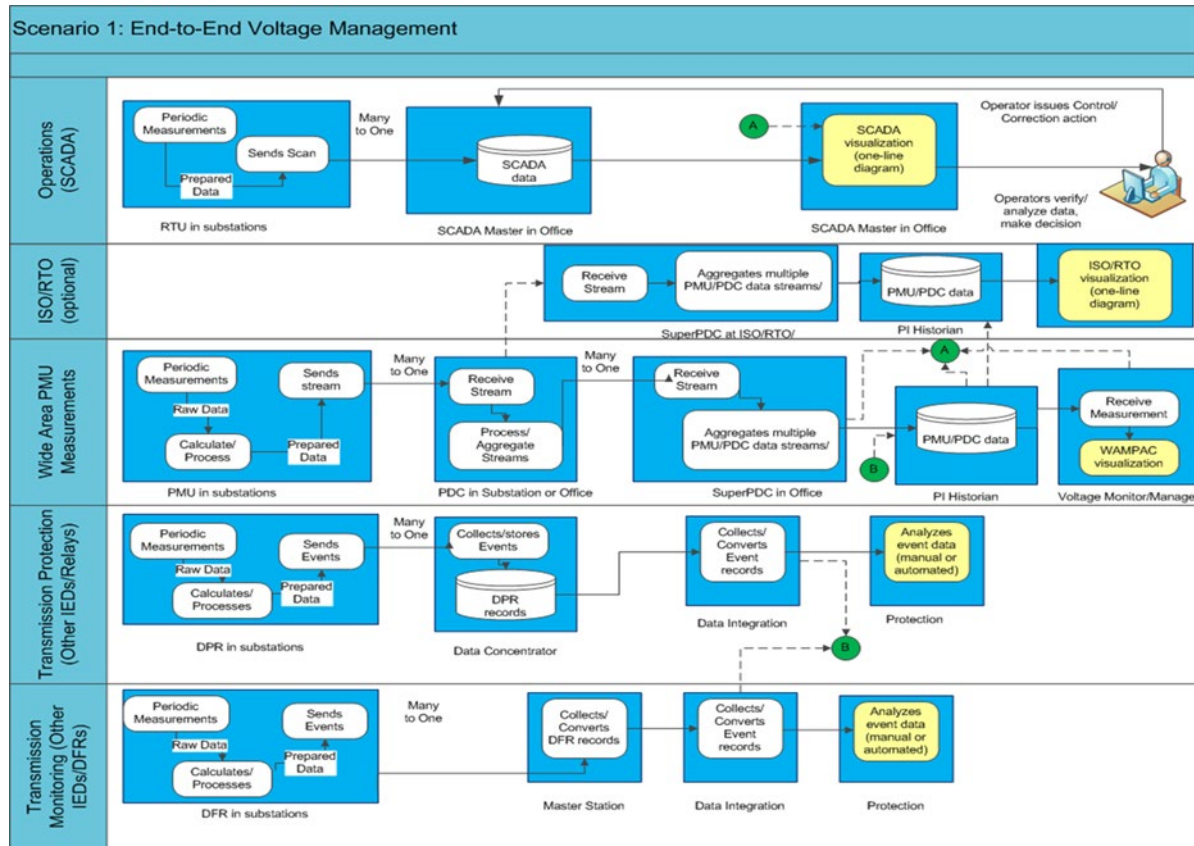 Scenario 1: End-to-End Voltage Management
Operations
(SCADA)
Periodic
Measurements
Prepared
Data
Sends Scan
RTU in substations
Many
to One
SCADA
data
SCADA Master in Office
A
SCADA
visualization
(one-line
diagram)
SCADA Master in Office
Operator issues Control/
Correction action
Operators verify/
analyze data,
make decision
ISO/RTO
(optional)
Receive
Stream
Aggregates multiple
PMU/PDC data streams/
SuperPDC at ISO/RTO/
PMU/PDC data
PI Historian
ISO/RTO
visualization
(one-line
diagram)
Wide Area PMU
Measurements
Periodic
Measurements
Raw Data
Calculate/
Process
Prepared
Data
Sends
stream
PMU in substations
Many
to One
Receive
Stream
Process/
Aggregate
Streams
PDC in Substation or Office
Many
to One
Receive
Stream
Aggregates multiple
PMU/PDC data streams/
SuperPDC in Office
A
B
PMU/PDC data
PI Historian
Receive
Measurement
WAMPAC
visualization
Voltage Monitor/Manage
Transmission Protection
(Other IEDs/Relays)
Periodic
Measurements
Raw Data
Calculates/
Processes
Prepared
Data
Sends
Events
DPR in substations
Many
to One
Collects/stores
Events
DPR
records
Data Concentrator
Collects/
Converts
Event
records
Data Integration
Analyzes
event data
(manual or
automated)
Protection
B
Transmission
Monitoring (Other
IEDs/DFRs)
Periodic
Measurements
Raw Data
Calculates/
Processes
Prepared
Data
Sends
Events
DFR in substations
Many
to One
Collects/
Converts
DFR records
Master Station
Collects/
Converts
Event
records
Data Integration
Analyzes
event data
(manual or
automated)
Protection